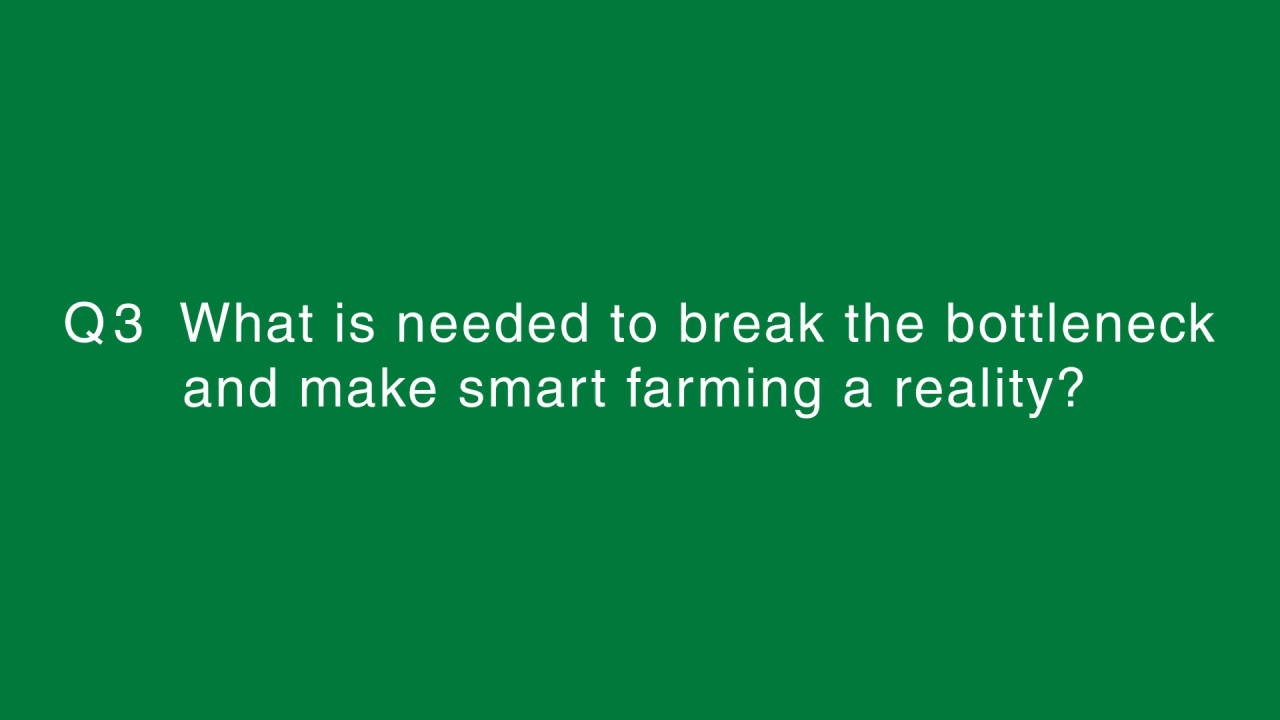 Q3 What is needed to break the bottleneck
and make smart farming a reality?